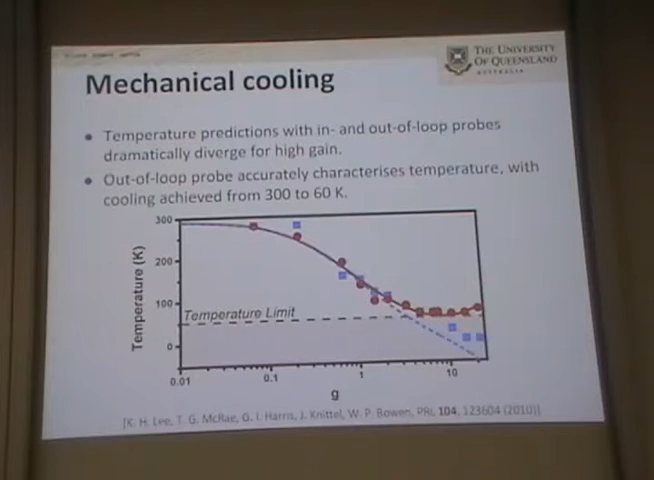 THE UNIVERSITY
OF QUEENSLAND
AUSTRALIA
Mechanical cooling
• Temperature predictions with in- and out-of-loop probes
dramatically diverge for high gain.
• Out-of-loop probe accurately characterises temperature, with
cooling achieved from 300 to 60 K.
300
200
100
0
Temperature (K)
Temperature Limit
0.01
0.1
1
10
g
[K. H. Lee, T. G. McRae, G. I. Harris, J. Knittel, W. P. Bowen, PRL 104, 123604 (2010)]